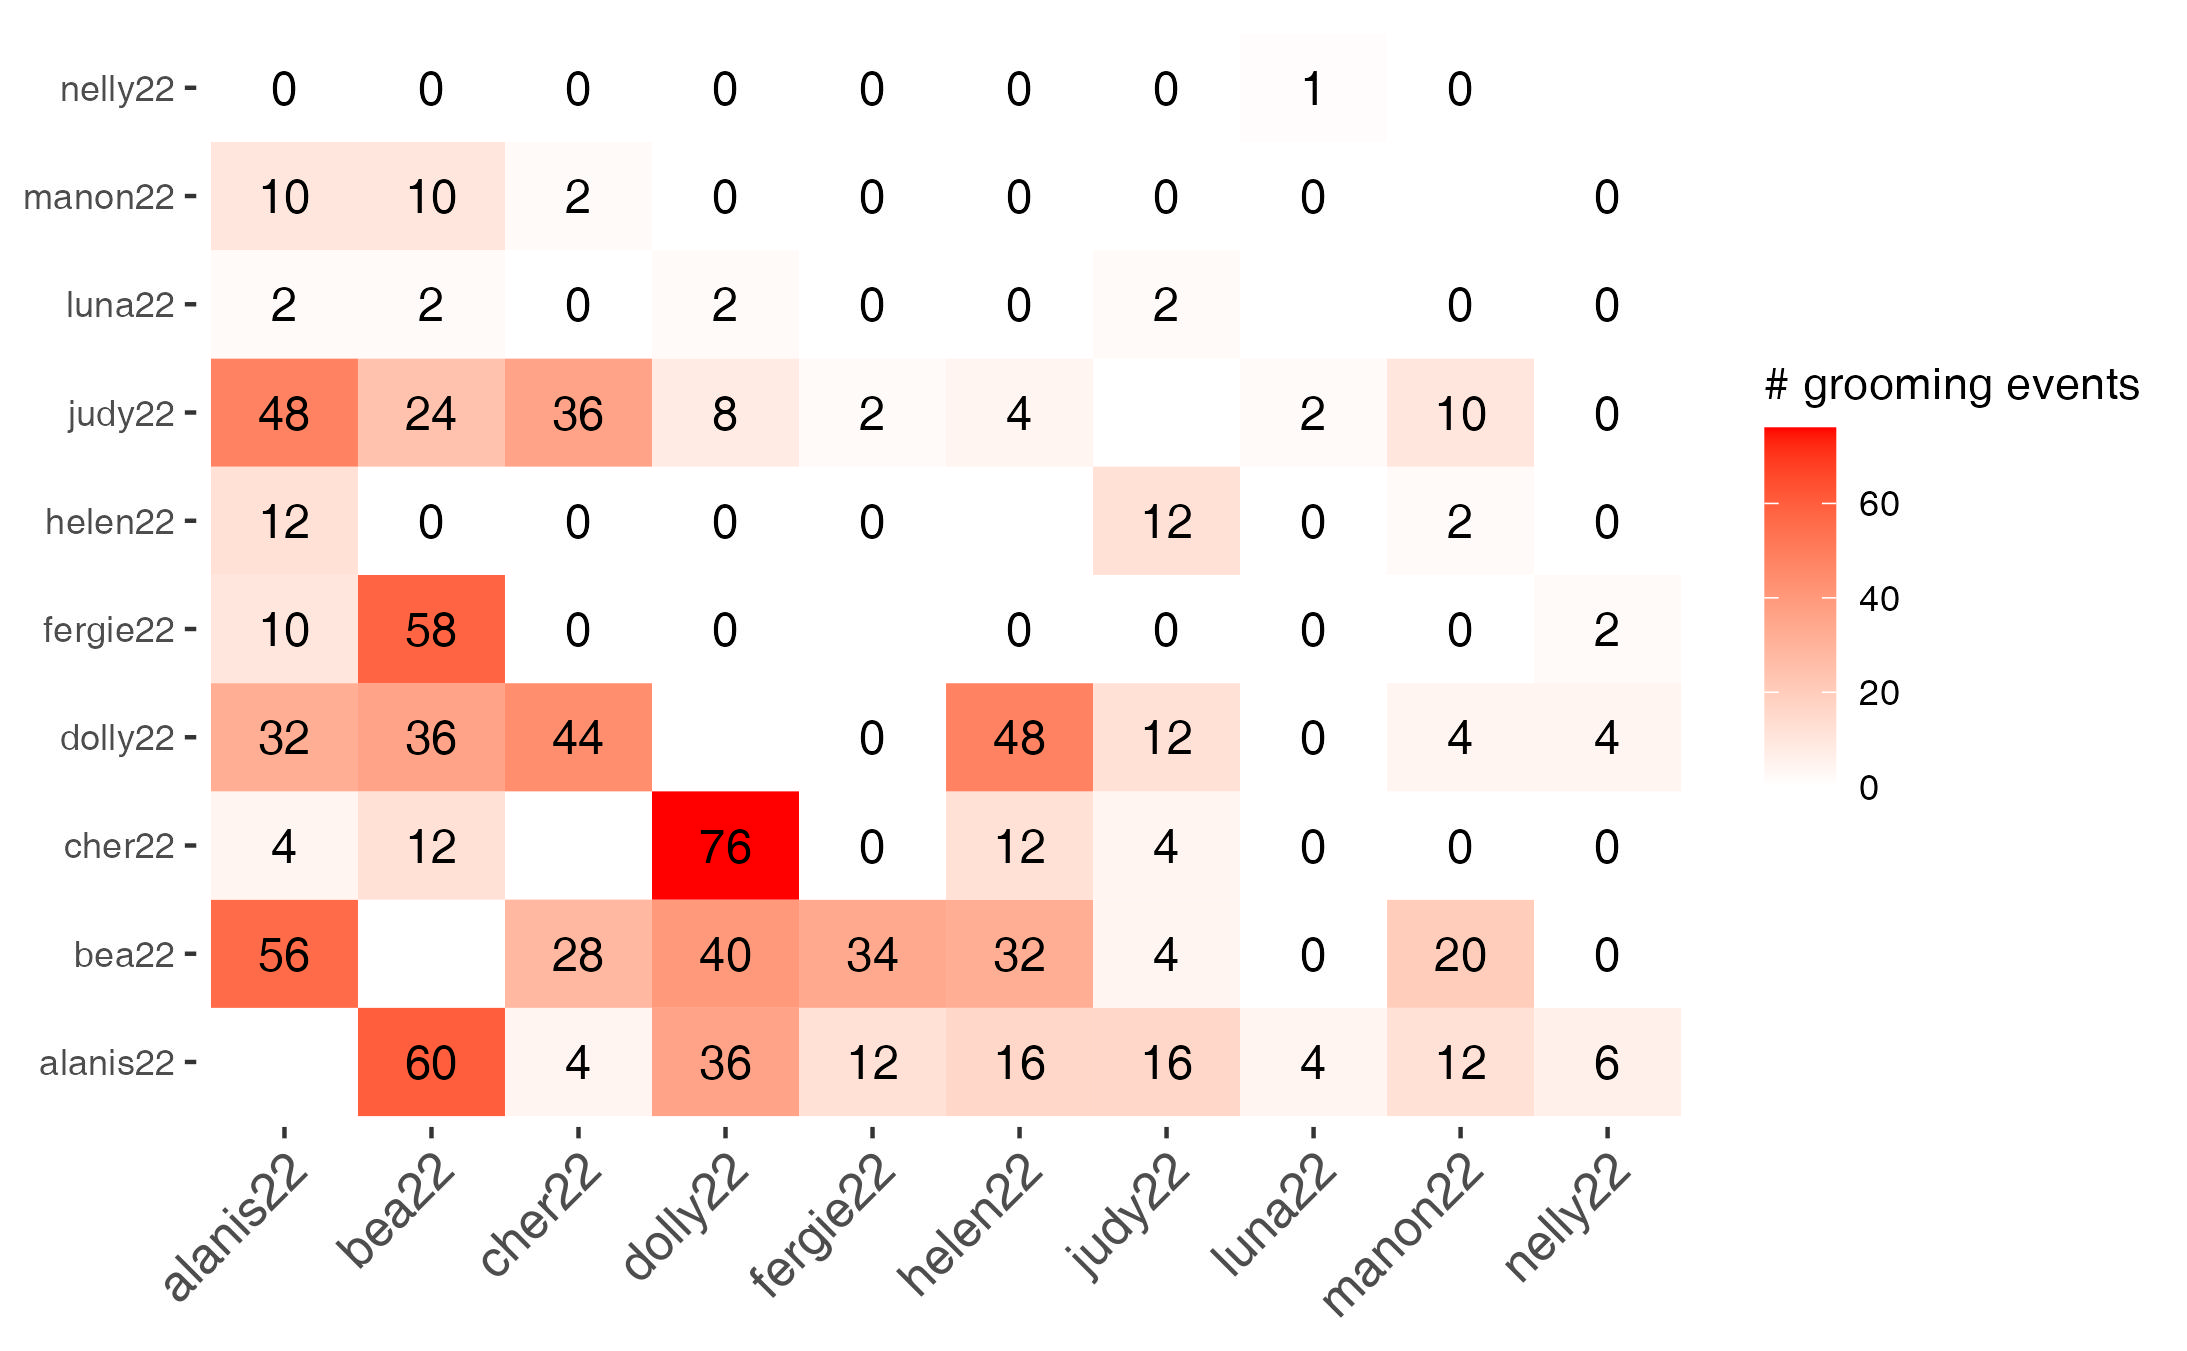 nelly22 0 0 0 0 0 0 0 1 0
manon22 10 10 2 0 0 0 0 0 0
luna22 2 2 0 2 0 0 2 0 0
# grooming events
judy22 48 24 36 8 2 4 2 10 0
60
helen22 12 0 0 0 0 12 0 2 0
40
fergie22 10 58 0 0 0 0 0 0 2
20
dolly22 32 36 44 0 48 12 0 4 4
0
cher22 4 12 76 0 12 4 0 0 0
bea22 56 28 40 34 32 4 0 20 0
alanis22 60 4 36 12 16 16 4 12 6
alanis22 bea22 cher22 dolly22 fergie22 helen22 judy22 luna22 manon22 nelly22